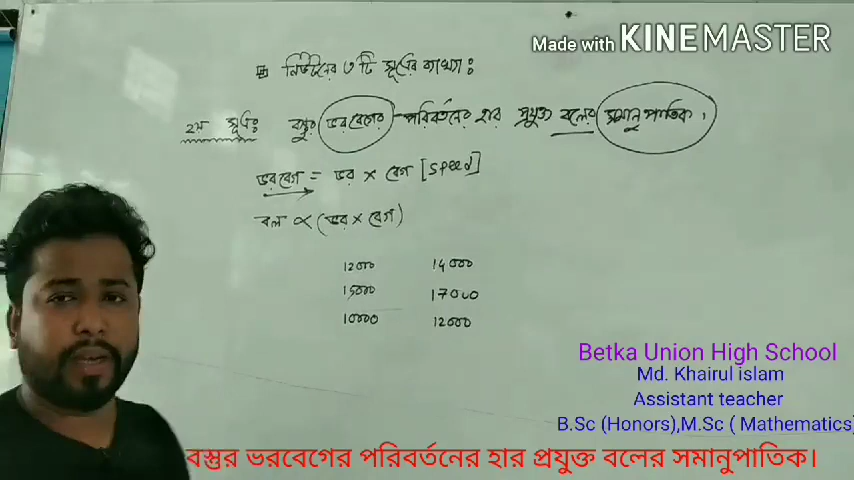 Made with KINEMASTER
নিউটনের ৩ টি সূত্রের ব্যাখ্যা :
২য় সূত্রঃ বস্তুর ভরবেগের পরিবর্তনের হার প্রযুক্ত বলের সমানুপাতিক।
ভরবেগ = ভর × বেগ [Speed]
বল ∝ (ভর × বেগ)
12000 14000
15000 17000
10000 12000
Betka Union High School
Md. Khairul islam
Assistant teacher
B.Sc (Honors),M.Sc ( Mathematics)
বস্তুর ভরবেগের পরিবর্তনের হার প্রযুক্ত বলের সমানুপাতিক।